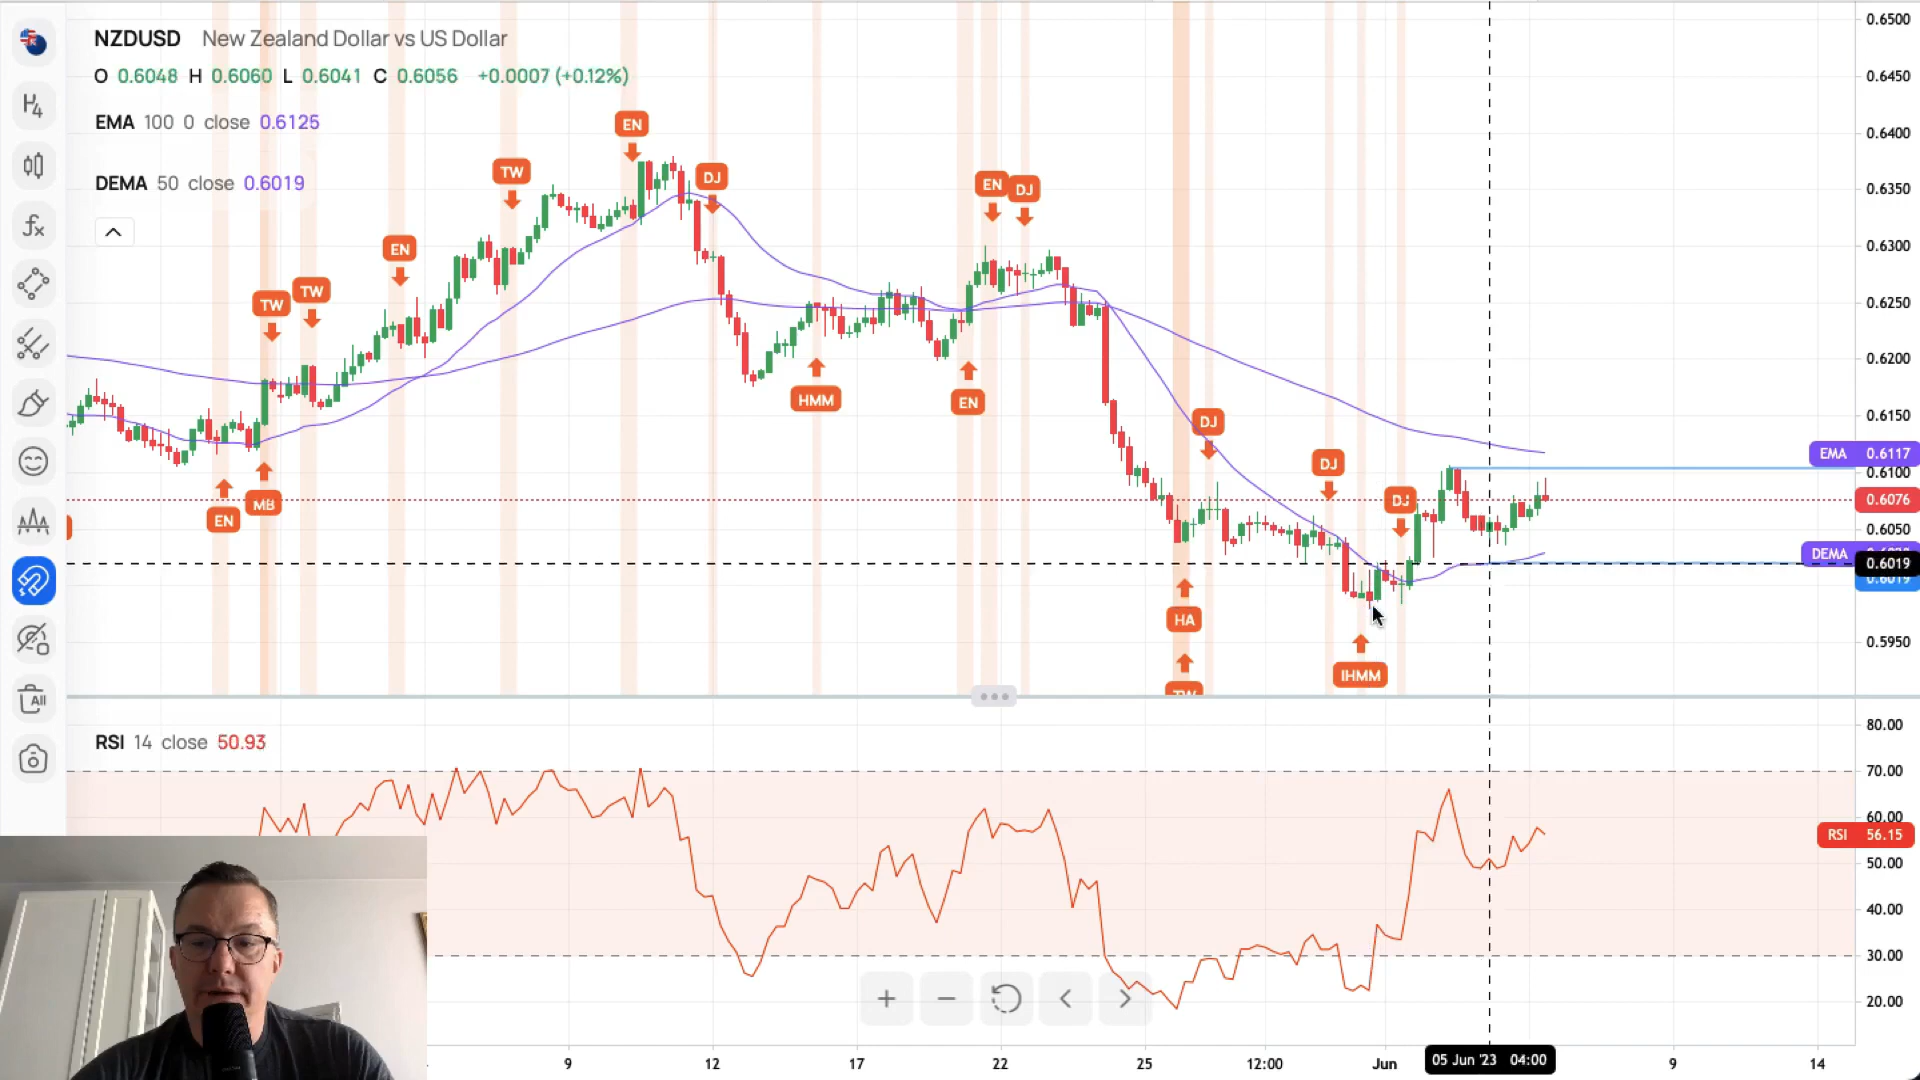 NZDUSD New Zealand Dollar vs US Dollar
O 0.6048 H 0.6060 L 0.6041 C 0.6056 +0.0007 (+0.12%)
EMA 100 0 close 0.6125
DEMA 50 close 0.6019
H4
fx
All
EN
TW
DJ
EN
DJ
EN
TW
TW
HMM
EN
DJ
DJ
DJ
MB
EN
HA
IHMM
TW
0.6500
0.6450
0.6400
0.6350
0.6300
0.6250
0.6200
0.6150
EMA 0.6117
0.6100
0.6076
0.6050
DEMA
0.6019
0.6019
0.5950
RSI 14 close 50.93
80.00
70.00
60.00
RSI 56.15
50.00
40.00
30.00
20.00
9 12 17 22 25 12:00 Jun 05 Jun '23 04:00 9 14